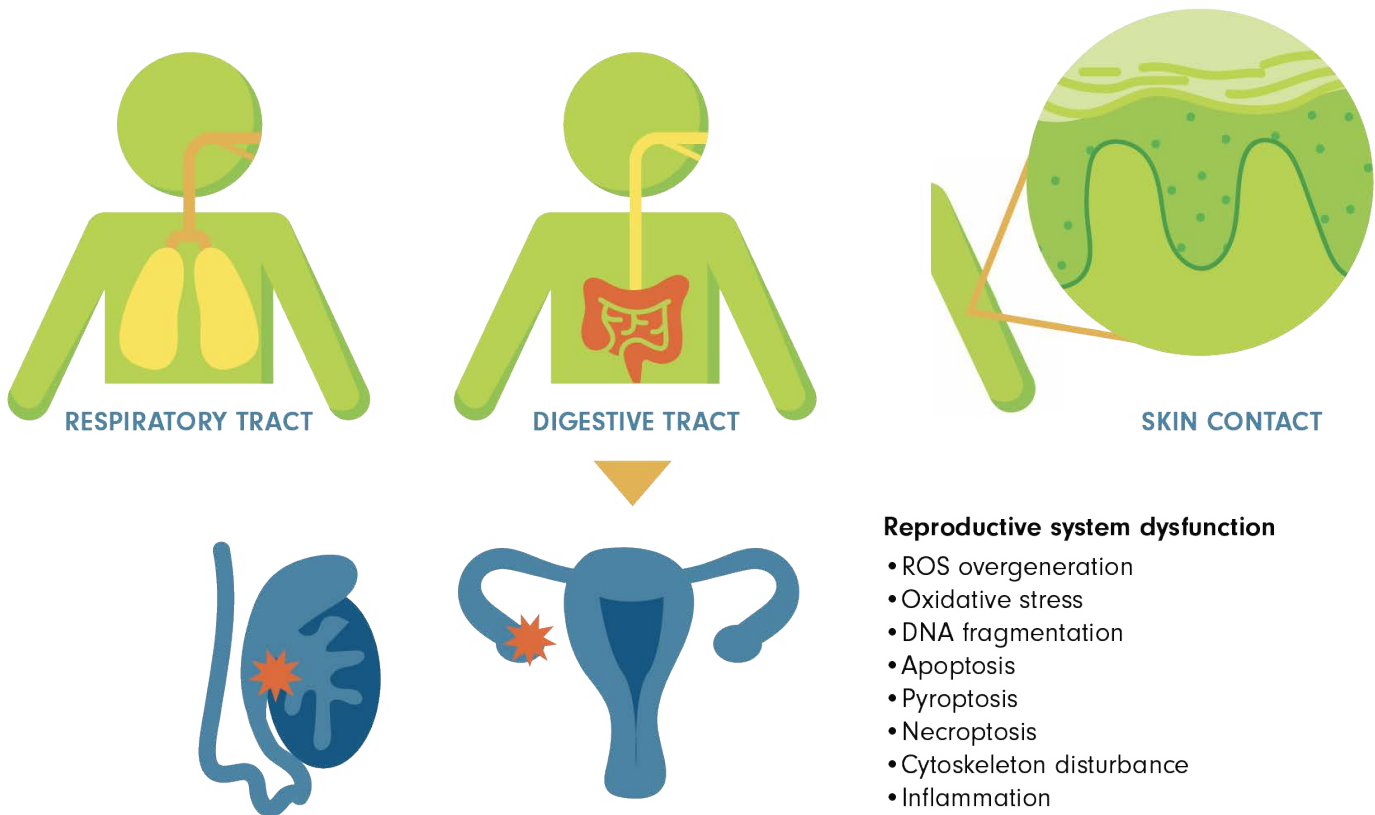 RESPIRATORY TRACT
DIGESTIVE TRACT
SKIN CONTACT
Reproductive system dysfunction
• ROS overgeneration
• Oxidative stress
• DNA fragmentation
• Apoptosis
• Pyroptosis
• Necroptosis
• Cytoskeleton disturbance
• Inflammation